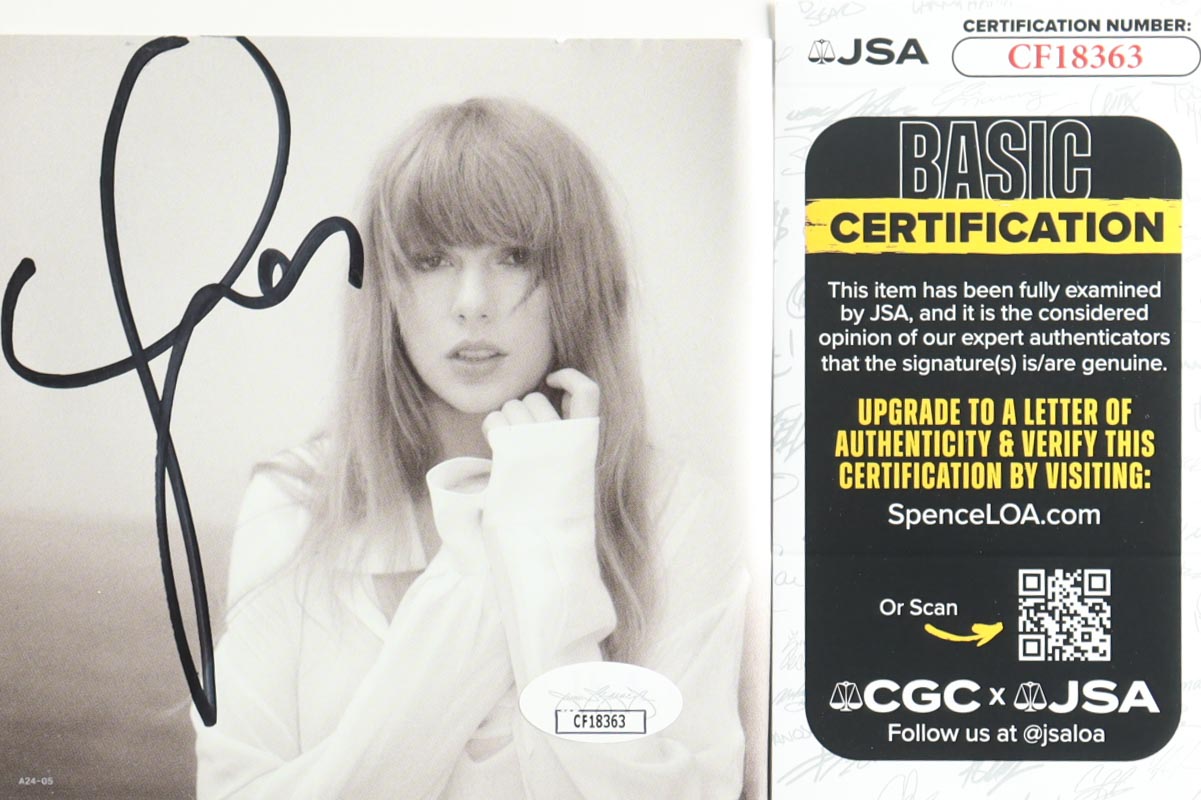 JSA
CERTIFICATION NUMBER:
CF18363
BASIC
CERTIFICATION
This item has been fully examined
by JSA, and it is the considered
opinion of our expert authenticators
that the signature(s) is/are genuine.
UPGRADE TO A LETTER OF
AUTHENTICITY & VERIFY THIS
CERTIFICATION BY VISITING:
SpenceLOA.com
Or Scan
CGC x JSA
Follow us at @jsaloa
CF18363
A24-05